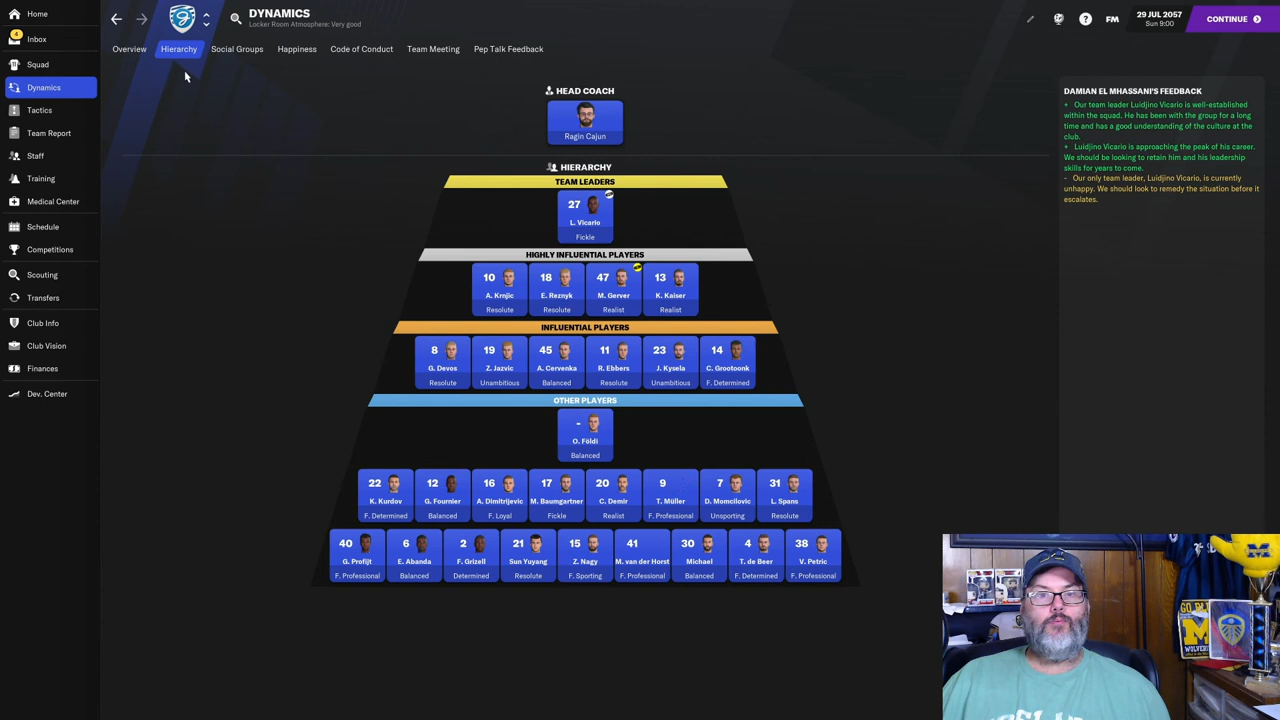 Home
4
Inbox
Squad
Dynamics
Tactics
Team Report
Staff
Training
Medical Center
Schedule
Competitions
Scouting
Transfers
Club Info
Club Vision
Finances
Dev. Center
DYNAMICS
Locker Room Atmosphere: Very good
FM
29 JUL 2057
Sun 9:00
CONTINUE
Overview
Hierarchy
Social Groups
Happiness
Code of Conduct
Team Meeting
Pep Talk Feedback
HEAD COACH
Ragin Cajun
HIERARCHY
TEAM LEADERS
27
L. Vicario
Fickle
HIGHLY INFLUENTIAL PLAYERS
10 18 47 13
A. Krnjic E. Reznyk M. Gerver K. Kaiser
Resolute Resolute Realist Realist
INFLUENTIAL PLAYERS
8 19 45 11 23 14
G. Devos Z. Jazvic A. Cervenka R. Ebbers J. Kysela C. Grootoonk
Resolute Unambitious Balanced Resolute Unambitious F. Determined
OTHER PLAYERS
-
O. Földi
Balanced
22 12 16 17 20 9 7 31
K. Kurdov G. Fournier A. Dimitrijevic M. Baumgartner C. Demir T. Müller D. Momcilovic L. Spans
F. Determined Balanced F. Loyal Fickle Realist F. Professional Unsporting Resolute
40 6 2 21 15 41 30 4 38
G. Profijt E. Abanda F. Grizell Sun Yuyang Z. Nagy M. van der Horst Michael T. de Beer V. Petric
F. Professional Balanced Determined Resolute F. Sporting F. Professional Balanced F. Determined F. Professional
DAMIAN EL MHASSANI'S FEEDBACK
+ Our team leader Luidjino Vicario is well-established
within the squad. He has been with the group for a long
time and has a good understanding of the culture at the
club.
+ Luidjino Vicario is approaching the peak of his career.
We should be looking to retain him and his leadership
skills for years to come.
- Our only team leader, Luidjino Vicario, is currently
unhappy. We should look to remedy the situation before it
escalates.
GO BLUE
M
WOLVERINES
M